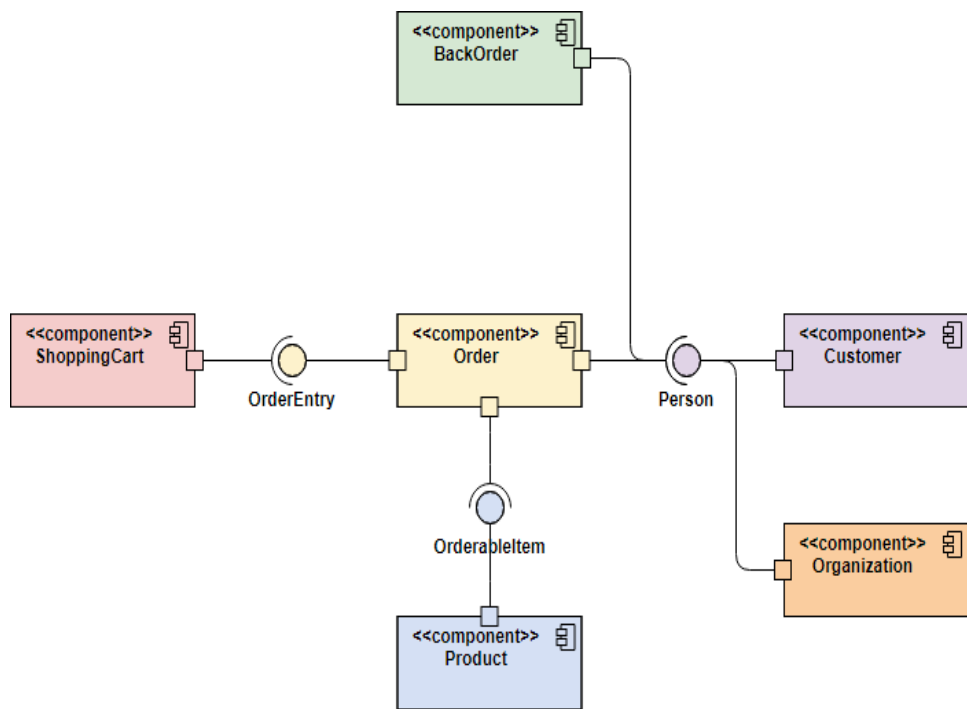 <<component>>
BackOrder
<<component>>
ShoppingCart
OrderEntry
<<component>>
Order
Person
<<component>>
Customer
OrderableItem
<<component>>
Organization
<<component>>
Product